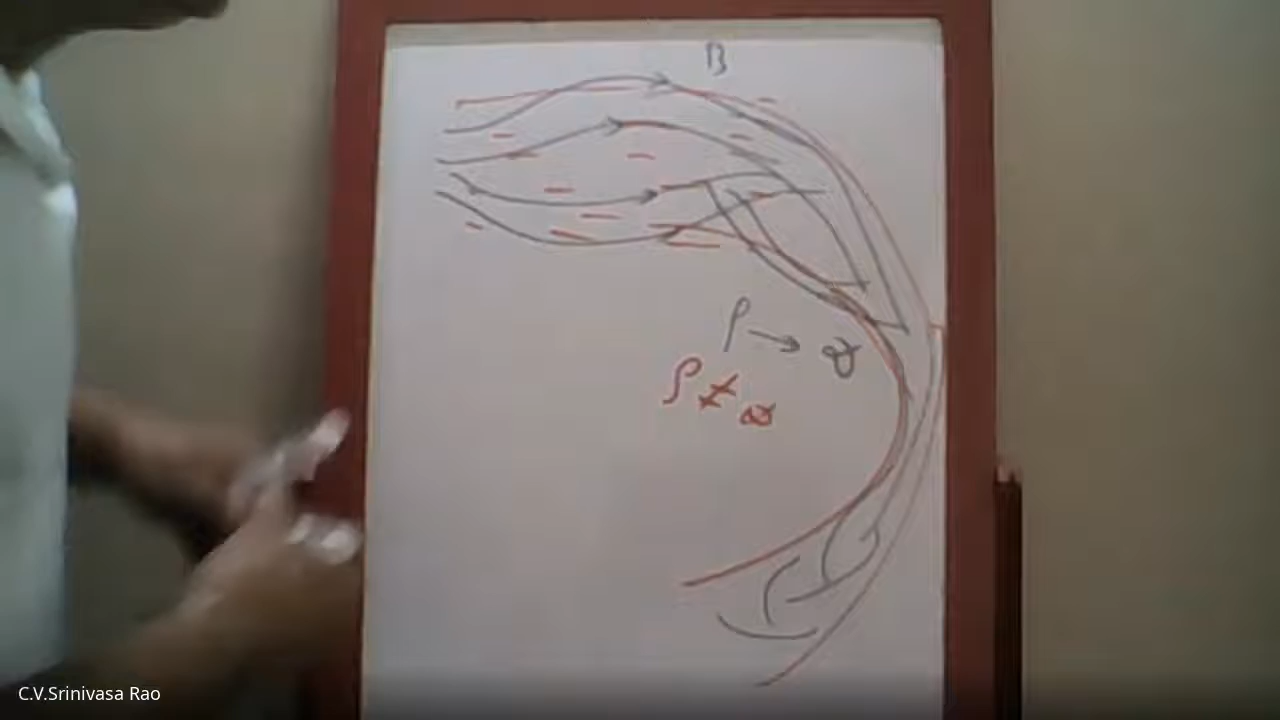 B
ρ → α
ρ ≠ α
C.V.Srinivasa Rao